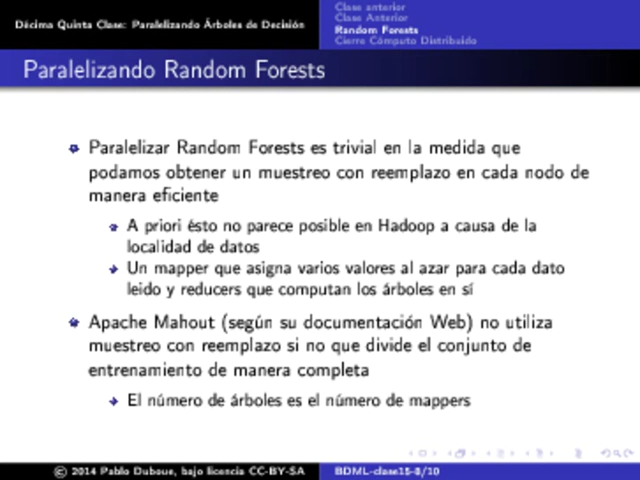 Décima Quinta Clase: Paralelizando Árboles de Decisión
Clase anterior
Clase Anterior
Random Forests
Cierre Cómputo Distribuido
Paralelizando Random Forests
Paralelizar Random Forests es trivial en la medida que
podamos obtener un muestreo con reemplazo en cada nodo de
manera eficiente
A priori ésto no parece posible en Hadoop a causa de la
localidad de datos
Un mapper que asigna varios valores al azar para cada dato
leido y reducers que computan los árboles en sí
Apache Mahout (según su documentación Web) no utiliza
muestreo con reemplazo si no que divide el conjunto de
entrenamiento de manera completa
El número de árboles es el número de mappers
© 2014 Pablo Duboue, bajo licencia CC-BY-SA
BDML-clase15-8/10